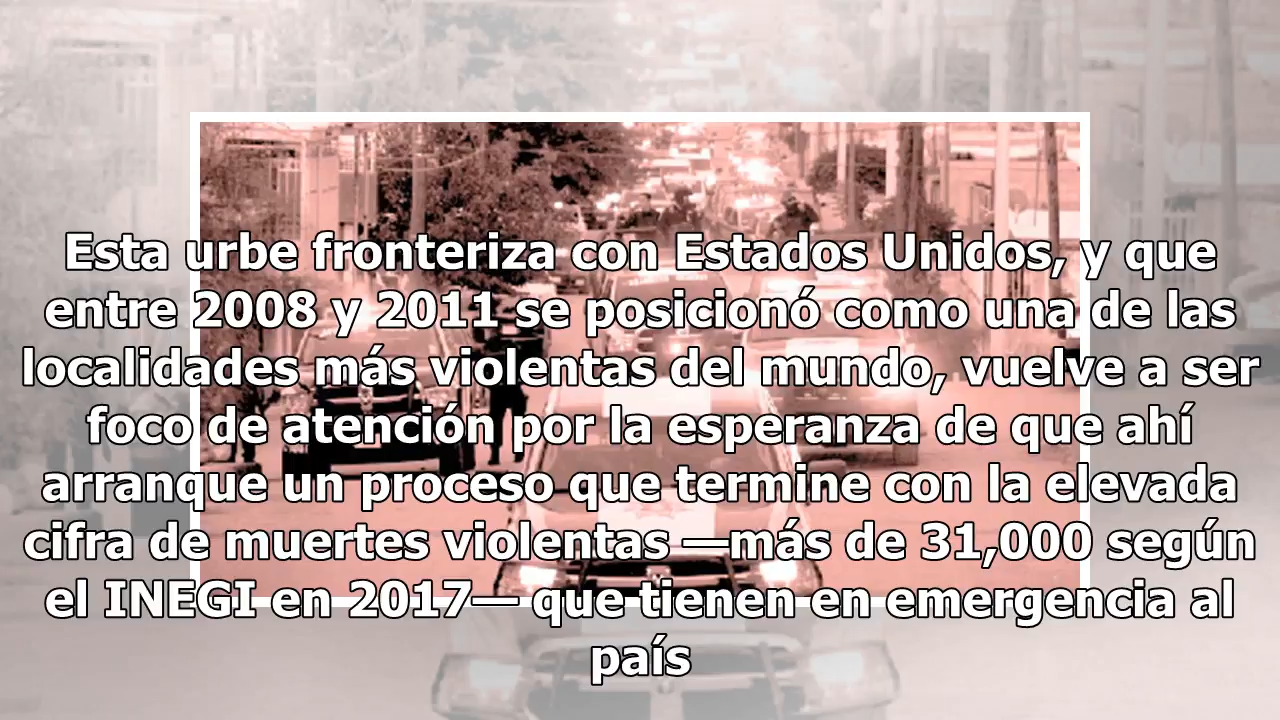 Esta urbe fronteriza con Estados Unidos, y que
entre 2008 y 2011 se posicionó como una de las
localidades más violentas del mundo, vuelve a ser
foco de atención por la esperanza de que ahí
arranque un proceso que termine con la elevada
cifra de muertes violentas —más de 31,000 según
el INEGI en 2017— que tienen en emergencia al
país